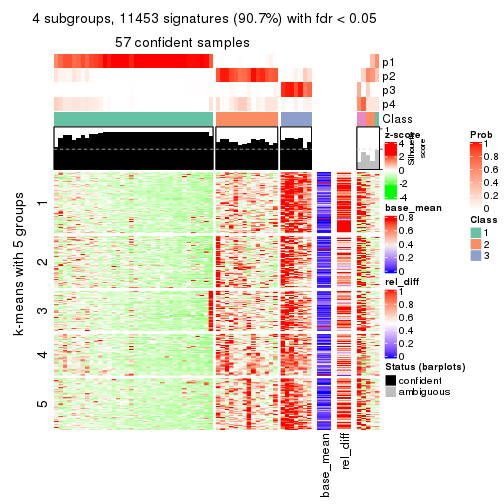 4 subgroups, 11453 signatures (90.7%) with fdr < 0.05
57 confident samples
p1
p2
p3
p4
Class
1
Silhouette
score
k-means with 5 groups
1
2
3
4
5
base_mean
rel_diff
z-score
4
2
0
-2
-4
base_mean
0.8
0.6
0.4
0.2
0
rel_diff
1
0.8
0.6
0.4
0.2
0
Status (barplots)
confident
ambiguous
Prob
1
0.8
0.6
0.4
0.2
0
Class
1
2
3